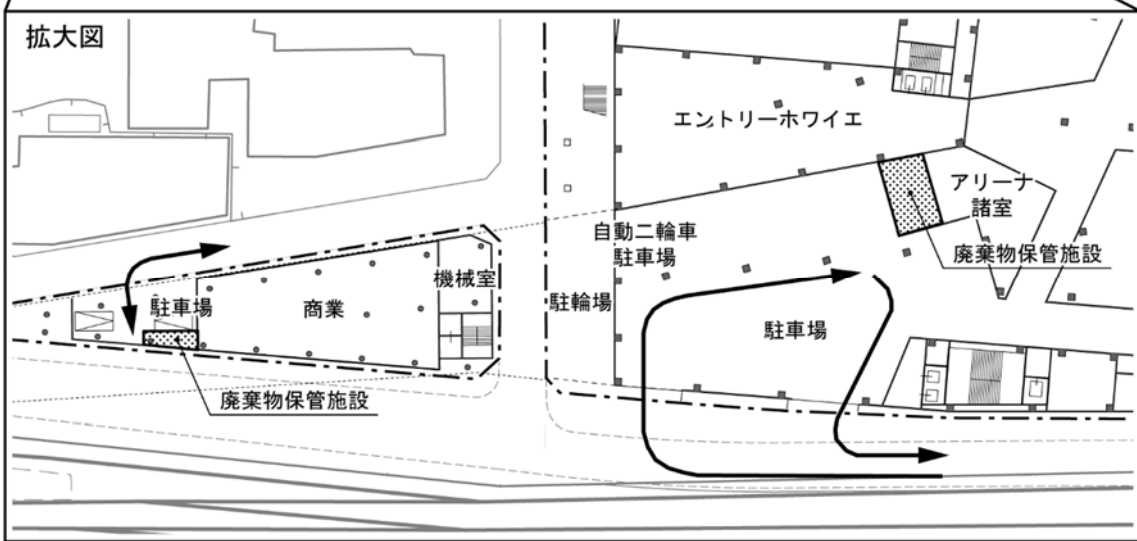 拡大図
エントリーホワイエ
アリーナ
諸室
廃棄物保管施設
自動二輪車
駐車場
機械室
駐輪場
駐車場
商業
駐車場
廃棄物保管施設